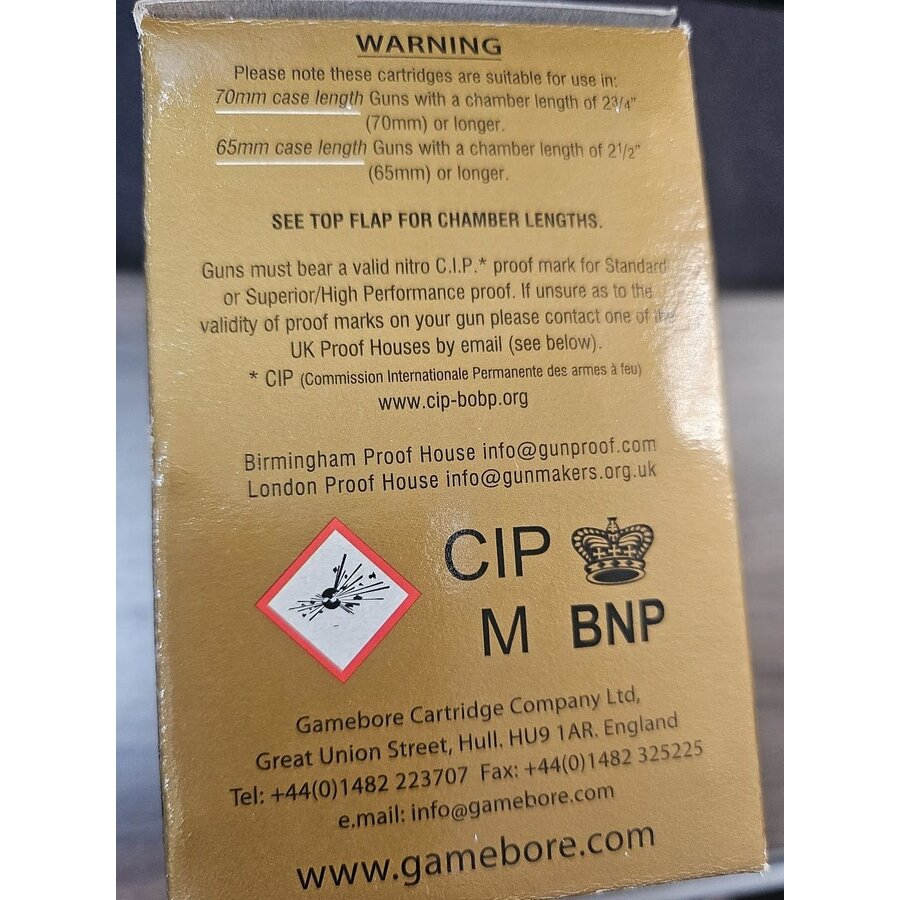 WARNING
Please note these cartridges are suitable for use in:
70mm case length Guns with a chamber length of 2¾"
(70mm) or longer.
65mm case length Guns with a chamber length of 2½"
(65mm) or longer.
SEE TOP FLAP FOR CHAMBER LENGTHS.
Guns must bear a valid nitro C.I.P.* proof mark for Standard
or Superior/High Performance proof. If unsure as to the
validity of proof marks on your gun please contact one of the
UK Proof Houses by email (see below).
* CIP (Commission Internationale Permanente des armes à feu)
www.cip-bobp.org
Birmingham Proof House info@gunproof.com
London Proof House info@gunmakers.org.uk
CIP
M BNP
Gamebore Cartridge Company Ltd,
Great Union Street, Hull. HU9 1AR. England
Tel: +44(0)1482 223707 Fax: +44(0)1482 325225
e.mail: info@gamebore.com
www.gamebore.com